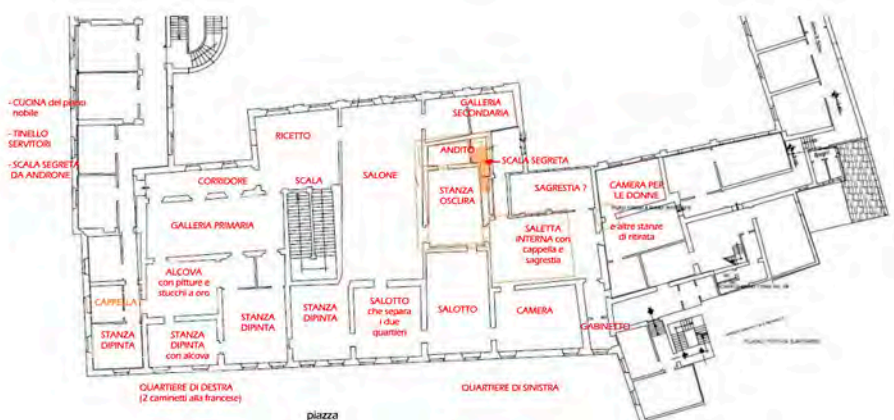 - CUCINA del piano
nobile
- TINELLO
SERVITORI
- SCALA SEGRETA
DA ANDRONE
RICETTO
GALLERIA
SECONDARIA
ANDITO
SCALA SEGRETA
CORRIDORE
SCALA
SALONE
STANZA
OSCURA
SAGRESTIA ?
CAMERA PER
LE DONNE
e altre stanze
di ritirata
GALLERIA PRIMARIA
SALETTA
INTERNA con
cappella e
sagrestia
ALCOVA
con pitture e
stucchi a oro
CAPPELLA
STANZA
DIPINTA
STANZA
DIPINTA
con alcova
STANZA
DIPINTA
STANZA
DIPINTA
SALOTTO
che separa
i due
quartieri
SALOTTO
CAMERA
GABINETTO
QUARTIERE DI DESTRA
(2 caminetti alla francese)
QUARTIERE DI SINISTRA
piazza